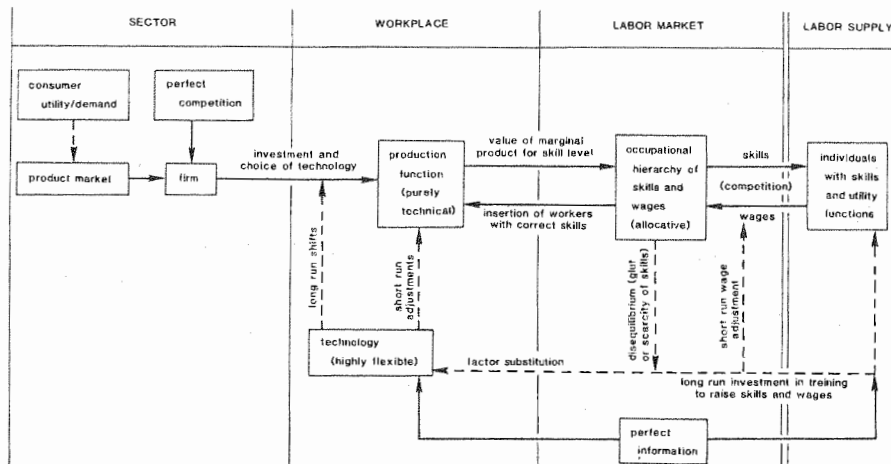 SECTOR
WORKPLACE
LABOR MARKET
LABOR SUPPLY
consumer
utility/demand
perfect
competition
product market
firm
investment and
choice of technology
production
function
(purely
technical)
value of marginal
product for skill level
insertion of workers
with correct skills
occupational
hierarchy of
skills and
wages
(allocative)
skills
(competition)
wages
individuals
with skills
and utility
functions
long run shifts
short run
adjustments
disequilibrium (glut
or scarcity of skills)
short run wage
adjustment
technology
(highly flexible)
factor substitution
long run investment in training
to raise skills and wages
perfect
information